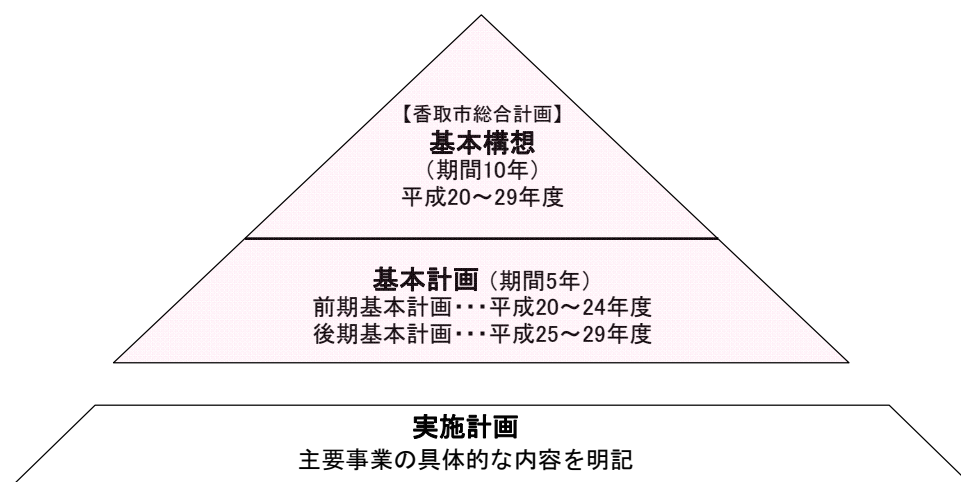 【香取市総合計画】
基本構想
（期間10年）
平成20～29年度
基本計画（期間5年）
前期基本計画・・・平成20～24年度
後期基本計画・・・平成25～29年度
実施計画
主要事業の具体的な内容を明記